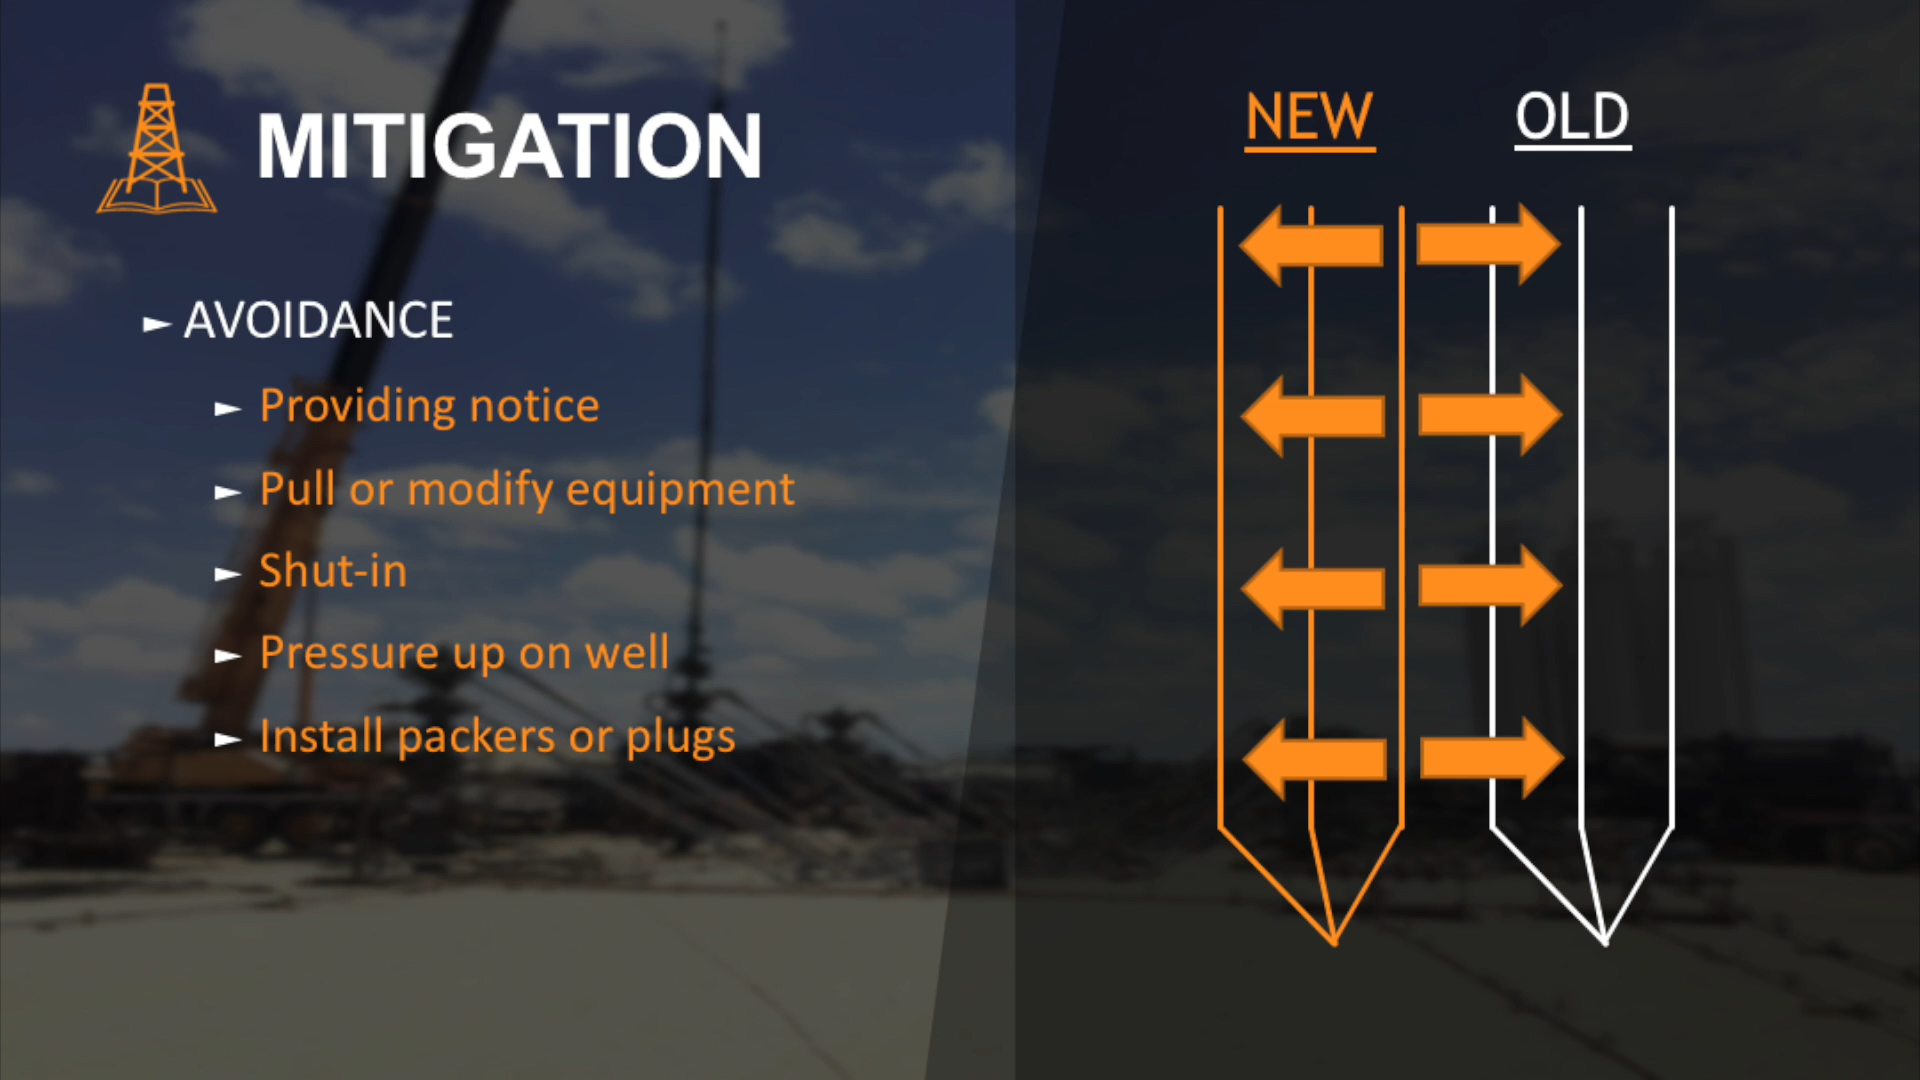 MITIGATION
AVOIDANCE
Providing notice
Pull or modify equipment
Shut-in
Pressure up on well
Install packers or plugs
NEW
OLD